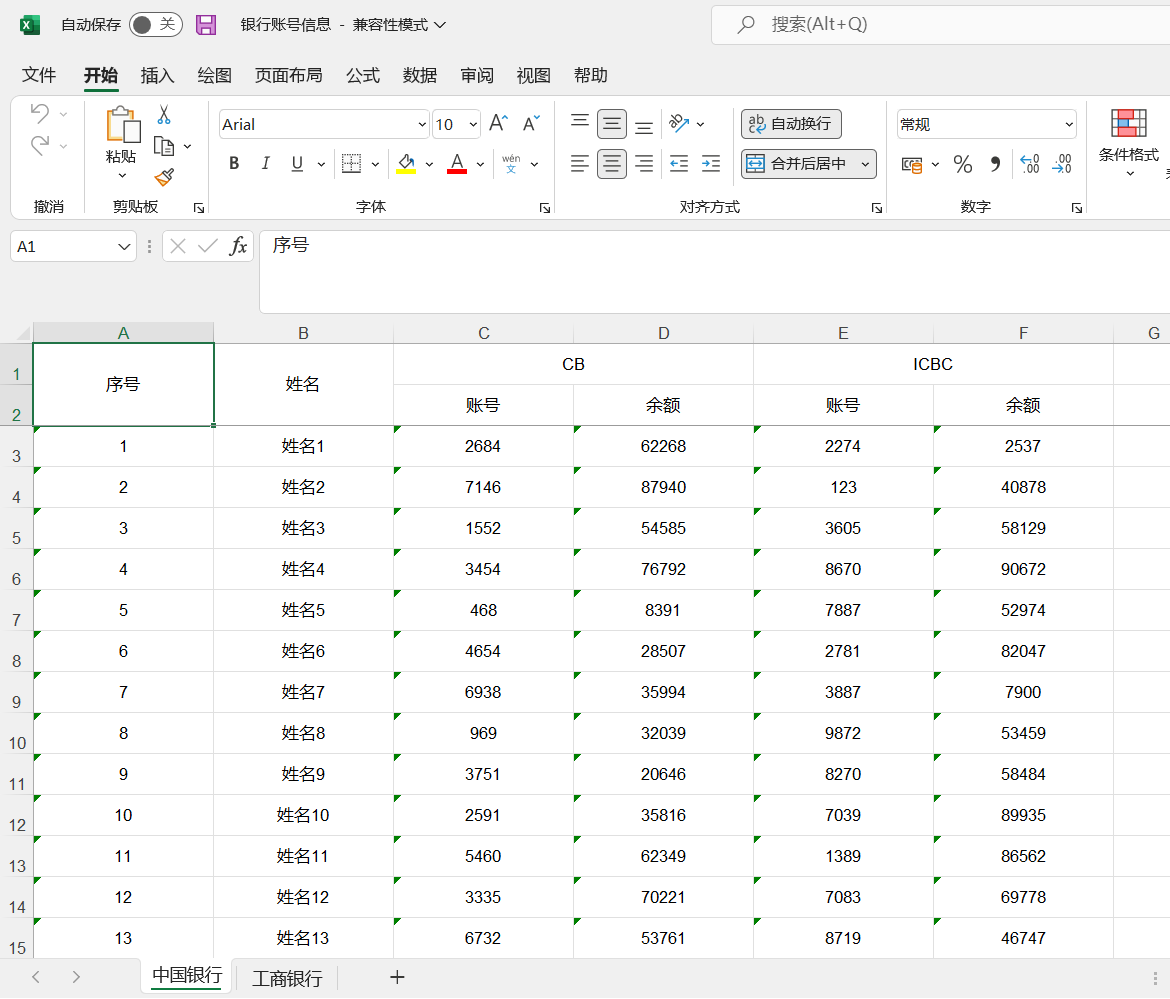 自动保存 关 银行账号信息 - 兼容性模式 搜索(Alt+Q)
文件 开始 插入 绘图 页面布局 公式 数据 审阅 视图 帮助
Arial 10 A A ab 自动换行 常规
粘贴 B I U A wén 文 合并后居中 % 条件格式
撤消 剪贴板 字体 对齐方式 数字
A1 fx 序号
A B C D E F G
1 序号 姓名 CB ICBC
2 账号 余额 账号 余额
3 1 姓名1 2684 62268 2274 2537
4 2 姓名2 7146 87940 123 40878
5 3 姓名3 1552 54585 3605 58129
6 4 姓名4 3454 76792 8670 90672
7 5 姓名5 468 8391 7887 52974
8 6 姓名6 4654 28507 2781 82047
9 7 姓名7 6938 35994 3887 7900
10 8 姓名8 969 32039 9872 53459
11 9 姓名9 3751 20646 8270 58484
12 10 姓名10 2591 35816 7039 89935
13 11 姓名11 5460 62349 1389 86562
14 12 姓名12 3335 70221 7083 69778
15 13 姓名13 6732 53761 8719 46747
中国银行 工商银行